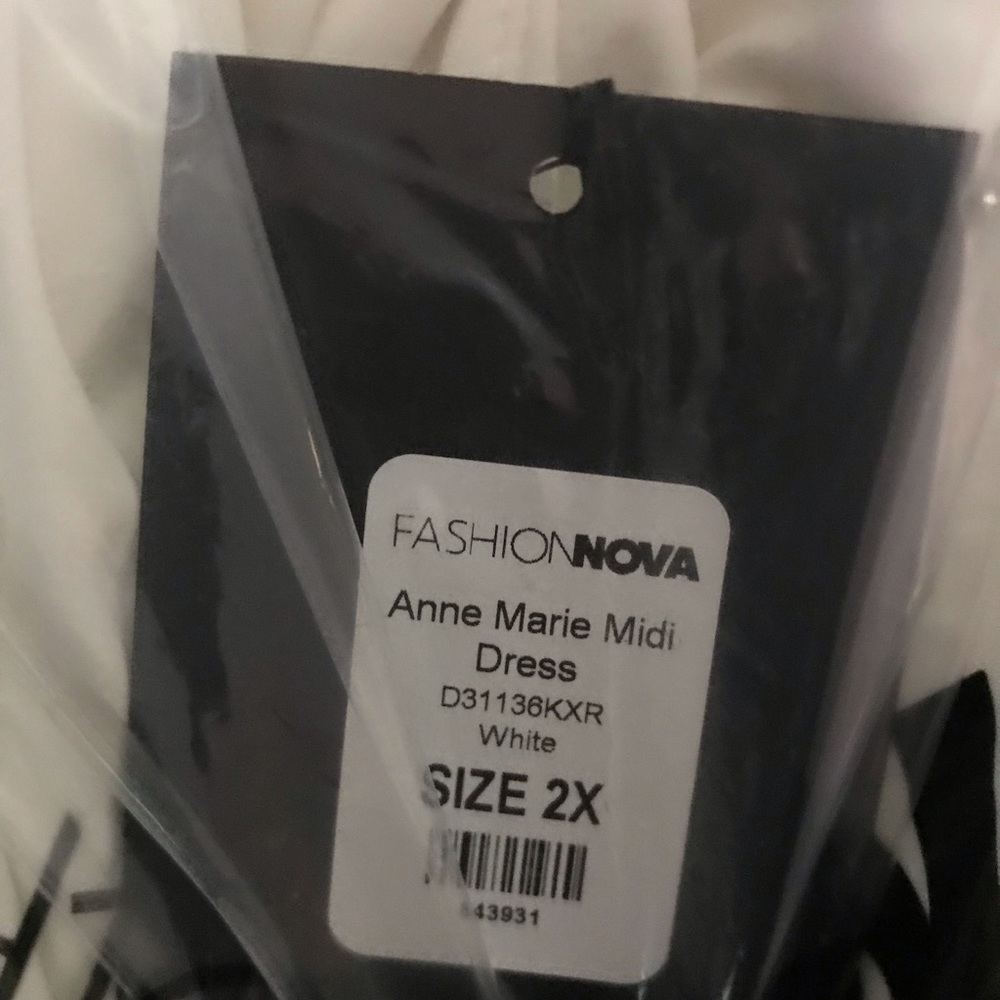 FASHIONNOVA
Anne Marie Midi
Dress
D31136KXR
White
SIZE 2X